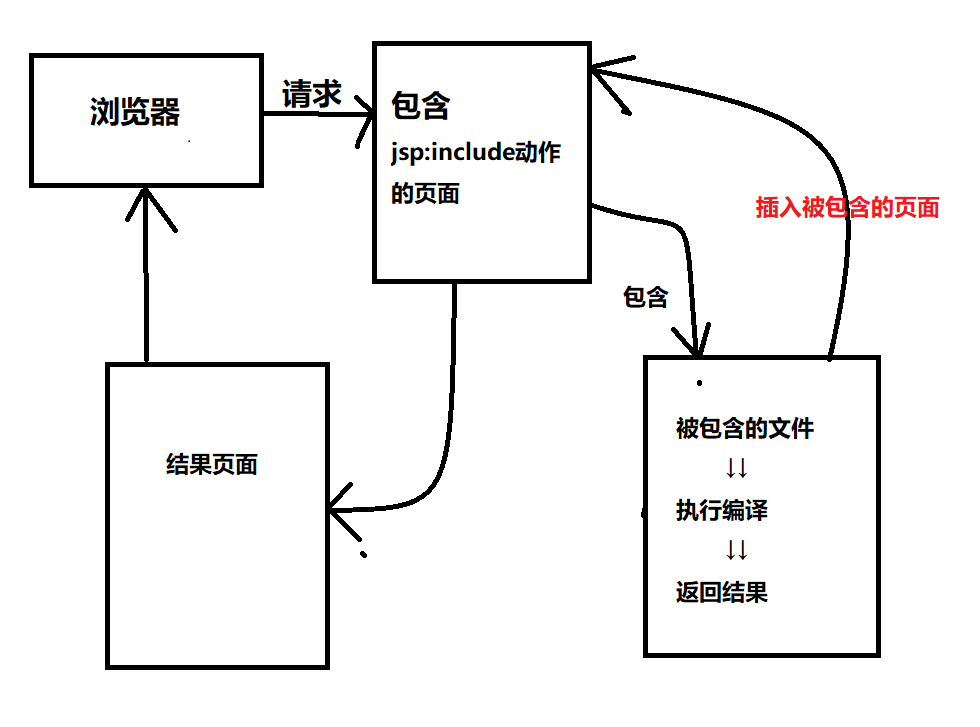 浏览器
请求
包含
jsp:include动作
的页面
插入被包含的页面
包含
结果页面
被包含的文件
↓↓
执行编译
↓↓
返回结果